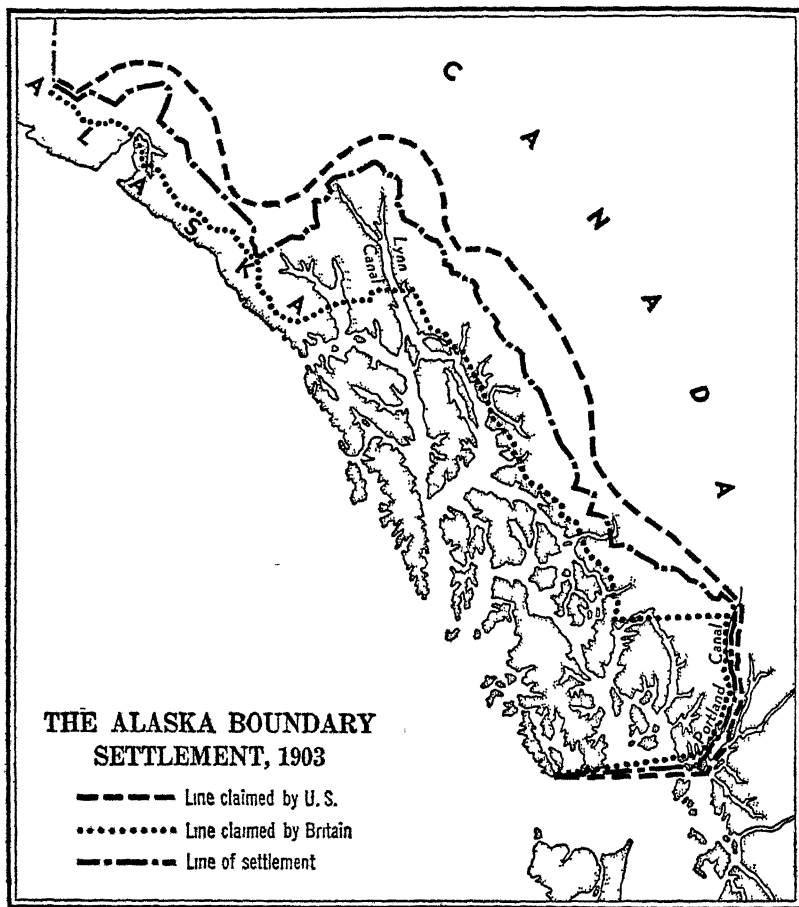 CANADA
ALASKA
Lynn
Canal
Portland Canal
THE ALASKA BOUNDARY
SETTLEMENT, 1903
Line claimed by U. S.
Line claimed by Britain
Line of settlement